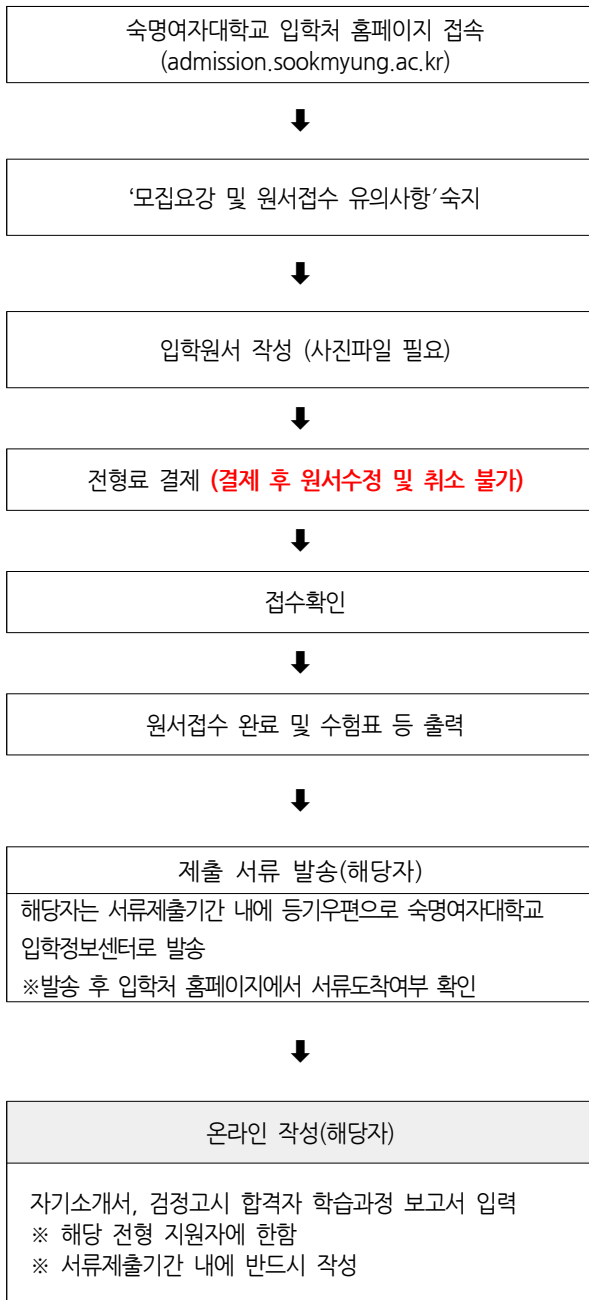 숙명여자대학교 입학처 홈페이지 접속
(admission.sookmyung.ac.kr)
‘모집요강 및 원서접수 유의사항’ 숙지
입학원서 작성 (사진파일 필요)
전형료 결제 (결제 후 원서수정 및 취소 불가)
접수확인
원서접수 완료 및 수험표 등 출력
제출 서류 발송(해당자)
해당자는 서류제출기간 내에 등기우편으로 숙명여자대학교
입학정보센터로 발송
※발송 후 입학처 홈페이지에서 서류도착여부 확인
온라인 작성(해당자)
자기소개서, 검정고시 합격자 학습과정 보고서 입력
※ 해당 전형 지원자에 한함
※ 서류제출기간 내에 반드시 작성